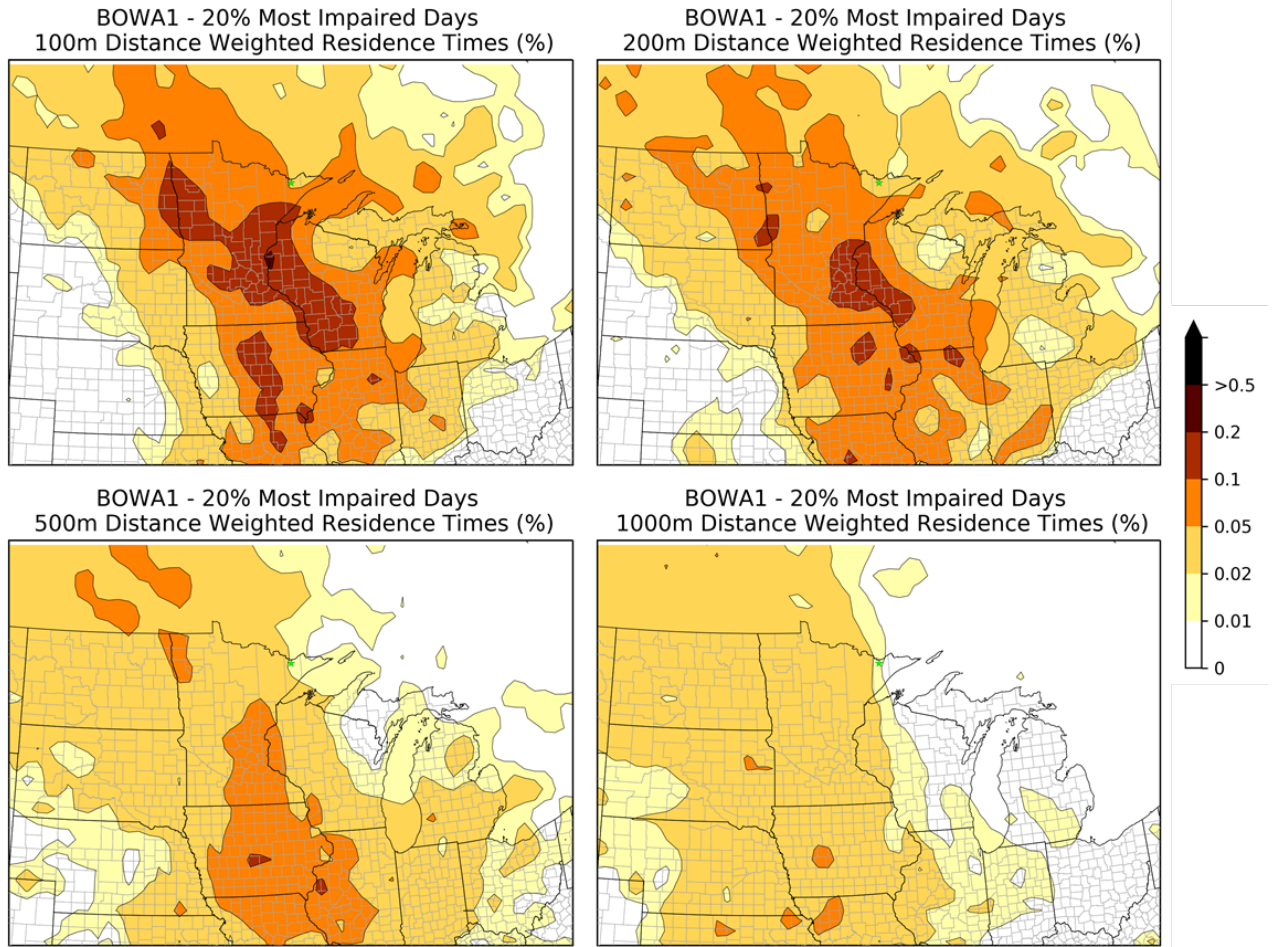 BOWA1 - 20% Most Impaired Days
100m Distance Weighted Residence Times (%)
BOWA1 - 20% Most Impaired Days
200m Distance Weighted Residence Times (%)
BOWA1 - 20% Most Impaired Days
500m Distance Weighted Residence Times (%)
BOWA1 - 20% Most Impaired Days
1000m Distance Weighted Residence Times (%)
>0.5
0.2
0.1
0.05
0.02
0.01
0